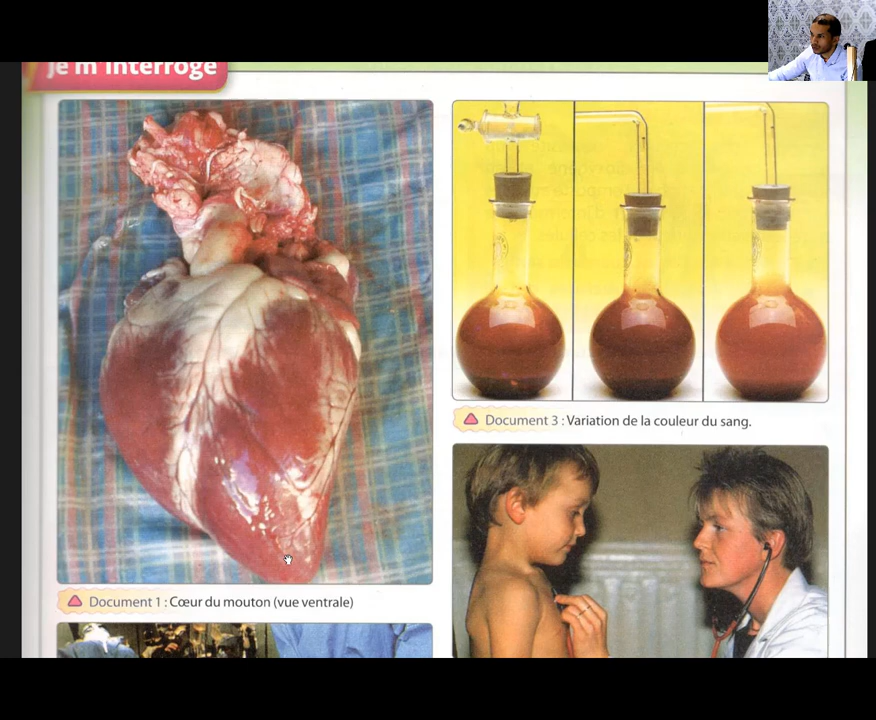 je m'interroge
Document 1 : Cœur du mouton (vue ventrale)
Document 3 : Variation de la couleur du sang.